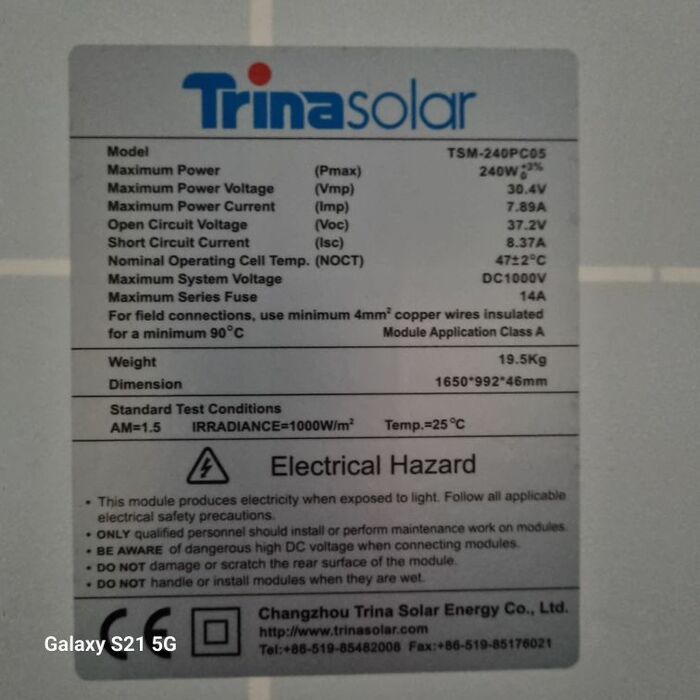 Trinasolar
Model TSM-240PC05
Maximum Power (Pmax) 240W +3% 0
Maximum Power Voltage (Vmp) 30.4V
Maximum Power Current (Imp) 7.89A
Open Circuit Voltage (Voc) 37.2V
Short Circuit Current (Isc) 8.37A
Nominal Operating Cell Temp. (NOCT) 47±2°C
Maximum System Voltage DC1000V
Maximum Series Fuse 14A
For field connections, use minimum 4mm² copper wires insulated
for a minimum 90°C Module Application Class A
Weight 19.5Kg
Dimension 1650*992*46mm
Standard Test Conditions
AM=1.5 IRRADIANCE=1000W/m² Temp.=25°C
Electrical Hazard
• This module produces electricity when exposed to light. Follow all applicable
electrical safety precautions.
• ONLY qualified personnel should install or perform maintenance work on modules.
• BE AWARE of dangerous high DC voltage when connecting modules.
• DO NOT damage or scratch the rear surface of the module.
• DO NOT handle or install modules when they are wet.
CE
Changzhou Trina Solar Energy Co., Ltd.
http://www.trinasolar.com
Tel:+86-519-85482008 Fax:+86-519-85176021
Galaxy S21 5G